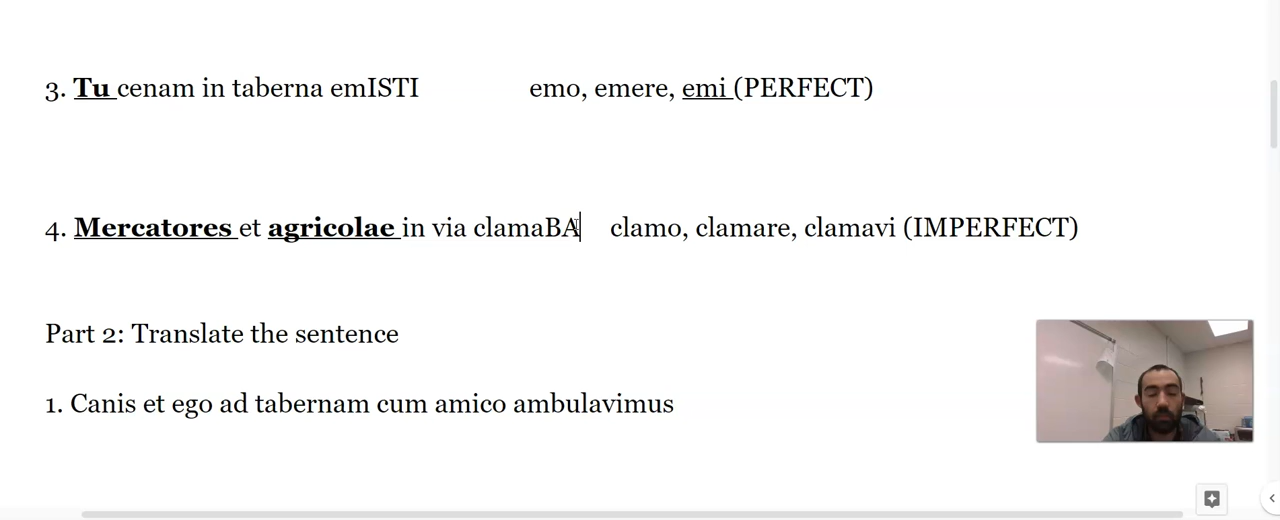 3. Tu cenam in taberna emISTI emo, emere, emi (PERFECT)
4. Mercatores et agricolae in via clamaBA clamo, clamare, clamavi (IMPERFECT)
Part 2: Translate the sentence
1. Canis et ego ad tabernam cum amico ambulavimus